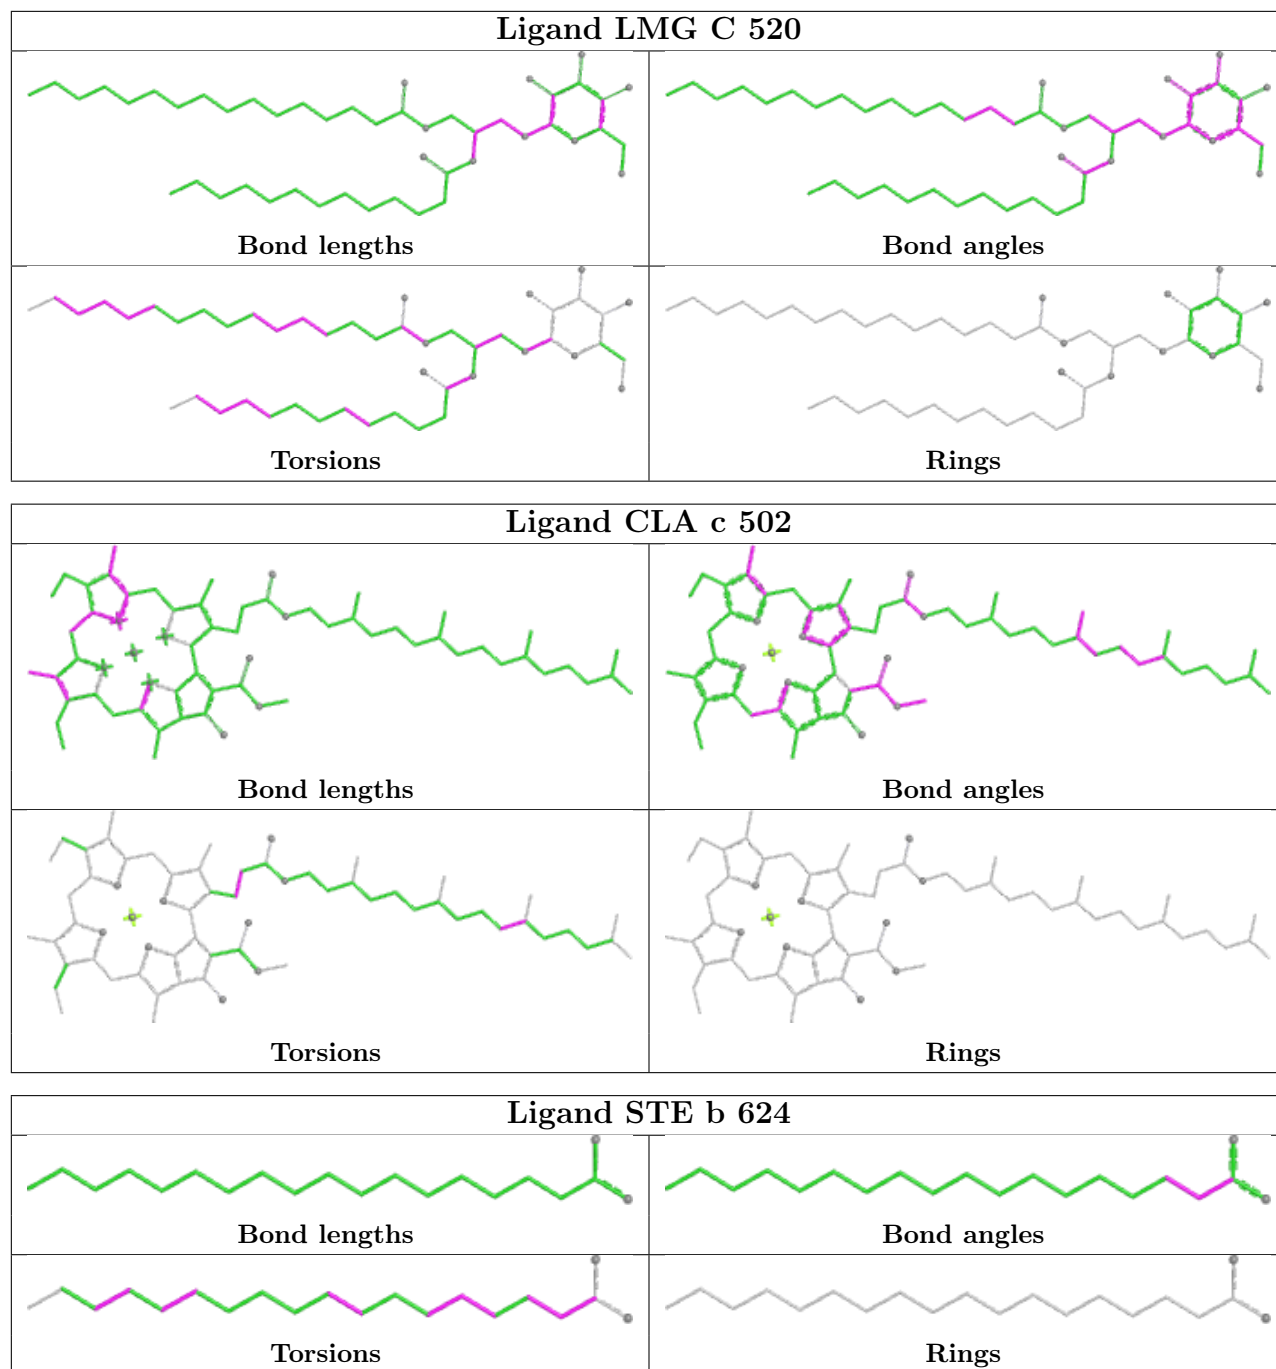 Ligand LMG C 520
Bond lengths
Bond angles
Torsions
Rings
Ligand CLA c 502
Bond lengths
Bond angles
Torsions
Rings
Ligand STE b 624
Bond lengths
Bond angles
Torsions
Rings